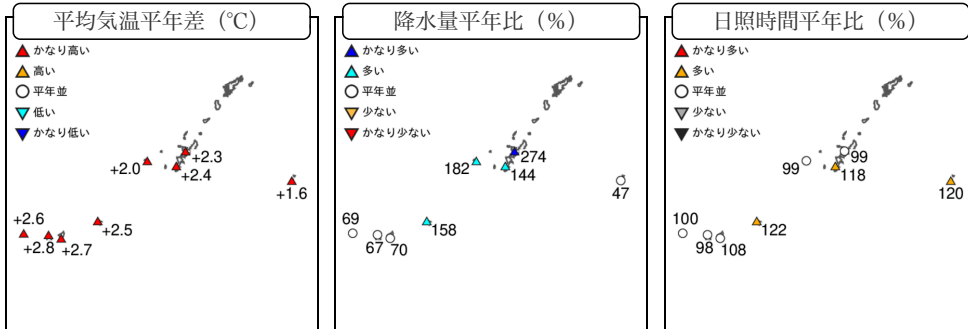 平均気温平年差（℃）
かなり高い
高い
平年並
低い
かなり低い
+2.3
+2.0
+2.4
+1.6
+2.6
+2.5
+2.8
+2.7
降水量平年比（%）
かなり多い
多い
平年並
少ない
かなり少ない
274
182
144
47
69
158
67
70
日照時間平年比（%）
かなり多い
多い
平年並
少ない
かなり少ない
99
99
118
120
100
122
98
108